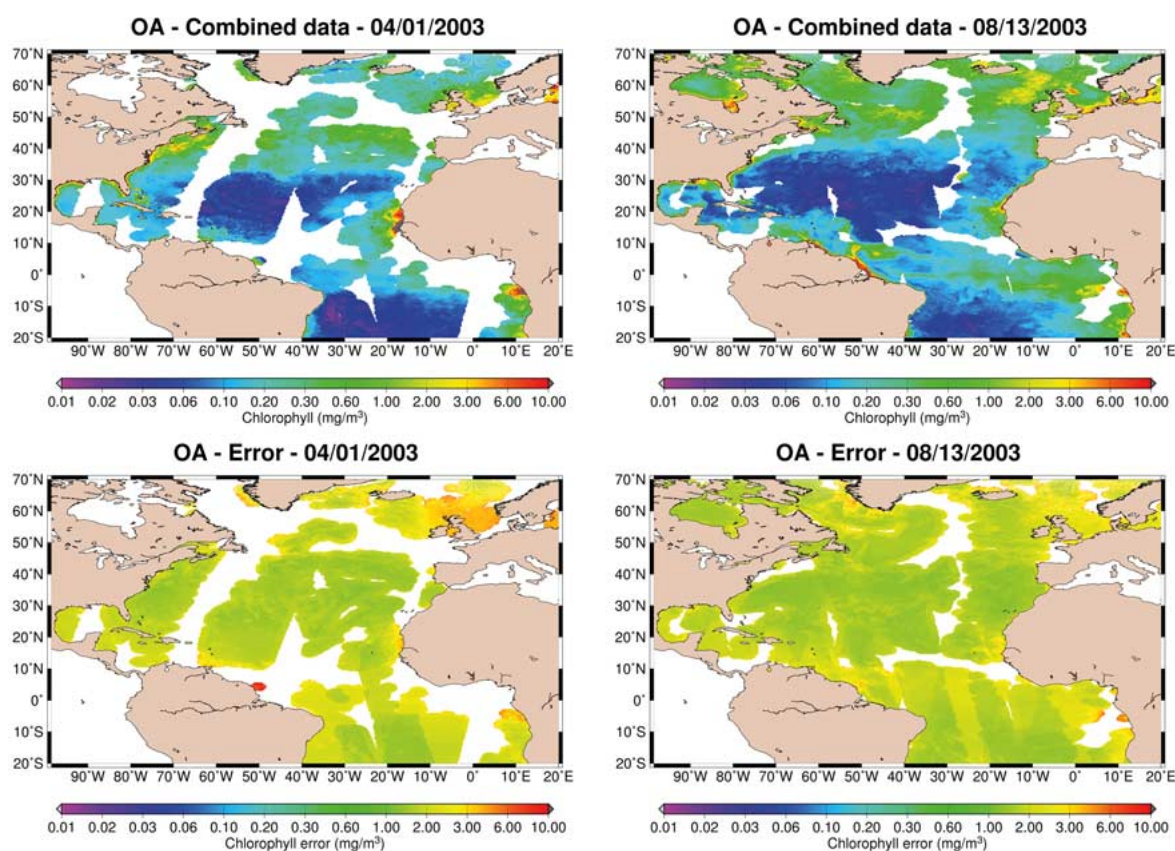 OA - Combined data - 04/01/2003
70°N
60°N
50°N
40°N
30°N
20°N
10°N
0°
10°S
20°S
90°W 80°W 70°W 60°W 50°W 40°W 30°W 20°W 10°W 0° 10°E 20°E
0.01 0.02 0.03 0.06 0.10 0.20 0.30 1.00 2.00 3.00 6.00 10.00
Chlorophyll (mg/m³)
OA - Combined data - 08/13/2003
70°N
60°N
50°N
40°N
30°N
20°N
10°N
0°
10°S
20°S
90°W 80°W 70°W 60°W 50°W 40°W 30°W 20°W 10°W 0° 10°E 20°E
0.01 0.02 0.03 0.06 0.10 0.20 0.30 1.00 2.00 3.00 6.00 10.00
Chlorophyll (mg/m³)
OA - Error - 04/01/2003
70°N
60°N
50°N
40°N
30°N
20°N
10°N
0°
10°S
20°S
90°W 80°W 70°W 60°W 50°W 40°W 30°W 20°W 10°W 0° 10°E 20°E
0.01 0.02 0.03 0.06 0.10 0.20 0.30 1.00 2.00 3.00 6.00 10.00
Chlorophyll error (mg/m³)
OA - Error - 08/13/2003
70°N
60°N
50°N
40°N
30°N
20°N
10°N
0°
10°S
20°S
90°W 80°W 70°W 60°W 50°W 40°W 30°W 20°W 10°W 0° 10°E 20°E
0.01 0.02 0.03 0.06 0.10 0.20 0.30 1.00 2.00 3.00 6.00 10.00
Chlorophyll error (mg/m³)